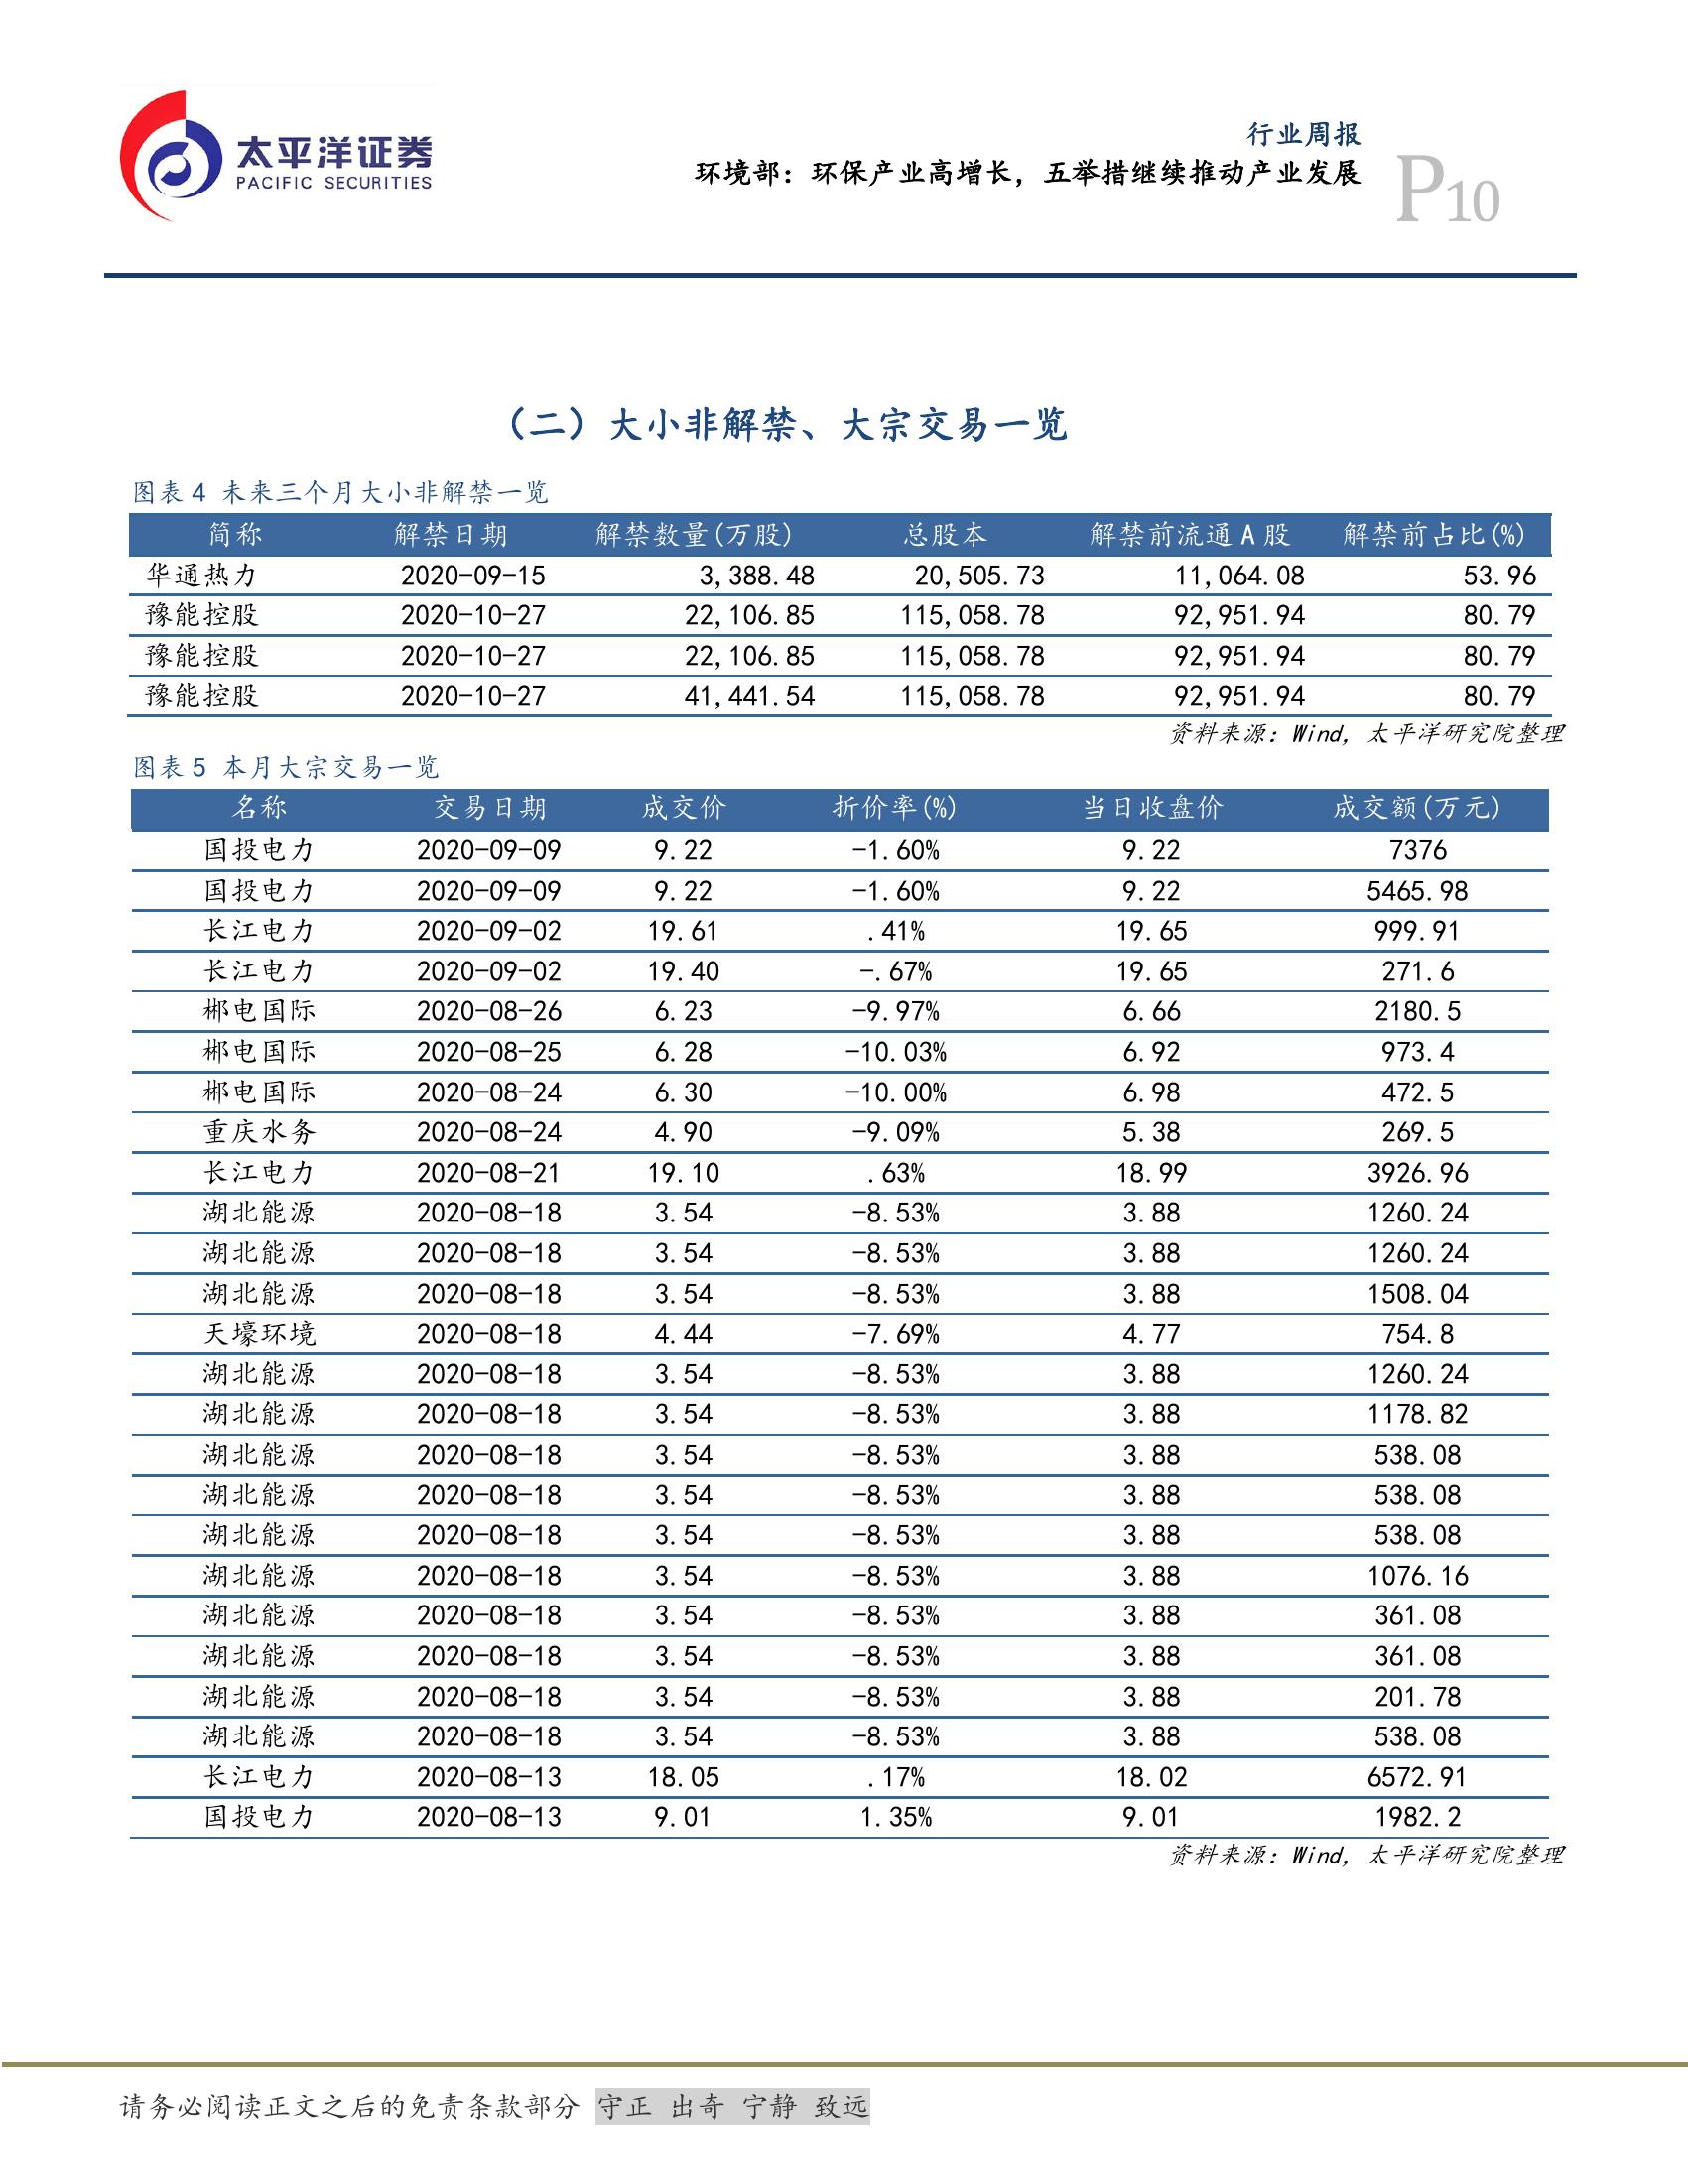 太平洋证券
PACIFIC SECURITIES
行业周报
环境部：环保产业高增长，五举措继续推动产业发展
P10
（二）大小非解禁、大宗交易一览
图表 4 未来三个月大小非解禁一览
简称 解禁日期 解禁数量(万股) 总股本 解禁前流通 A 股 解禁前占比(%)
华通热力 2020-09-15 3,388.48 20,505.73 11,064.08 53.96
豫能控股 2020-10-27 22,106.85 115,058.78 92,951.94 80.79
豫能控股 2020-10-27 22,106.85 115,058.78 92,951.94 80.79
豫能控股 2020-10-27 41,441.54 115,058.78 92,951.94 80.79
资料来源：Wind，太平洋研究院整理
图表 5 本月大宗交易一览
名称 交易日期 成交价 折价率(%) 当日收盘价 成交额(万元)
国投电力 2020-09-09 9.22 -1.60% 9.22 7376
国投电力 2020-09-09 9.22 -1.60% 9.22 5465.98
长江电力 2020-09-02 19.61 .41% 19.65 999.91
长江电力 2020-09-02 19.40 -.67% 19.65 271.6
郴电国际 2020-08-26 6.23 -9.97% 6.66 2180.5
郴电国际 2020-08-25 6.28 -10.03% 6.92 973.4
郴电国际 2020-08-24 6.30 -10.00% 6.98 472.5
重庆水务 2020-08-24 4.90 -9.09% 5.38 269.5
长江电力 2020-08-21 19.10 .63% 18.99 3926.96
湖北能源 2020-08-18 3.54 -8.53% 3.88 1260.24
湖北能源 2020-08-18 3.54 -8.53% 3.88 1260.24
湖北能源 2020-08-18 3.54 -8.53% 3.88 1508.04
天壕环境 2020-08-18 4.44 -7.69% 4.77 754.8
湖北能源 2020-08-18 3.54 -8.53% 3.88 1260.24
湖北能源 2020-08-18 3.54 -8.53% 3.88 1178.82
湖北能源 2020-08-18 3.54 -8.53% 3.88 538.08
湖北能源 2020-08-18 3.54 -8.53% 3.88 538.08
湖北能源 2020-08-18 3.54 -8.53% 3.88 538.08
湖北能源 2020-08-18 3.54 -8.53% 3.88 1076.16
湖北能源 2020-08-18 3.54 -8.53% 3.88 361.08
湖北能源 2020-08-18 3.54 -8.53% 3.88 361.08
湖北能源 2020-08-18 3.54 -8.53% 3.88 201.78
湖北能源 2020-08-18 3.54 -8.53% 3.88 538.08
长江电力 2020-08-13 18.05 .17% 18.02 6572.91
国投电力 2020-08-13 9.01 1.35% 9.01 1982.2
资料来源：Wind，太平洋研究院整理
请务必阅读正文之后的免责条款部分 守正 出奇 宁静 致远